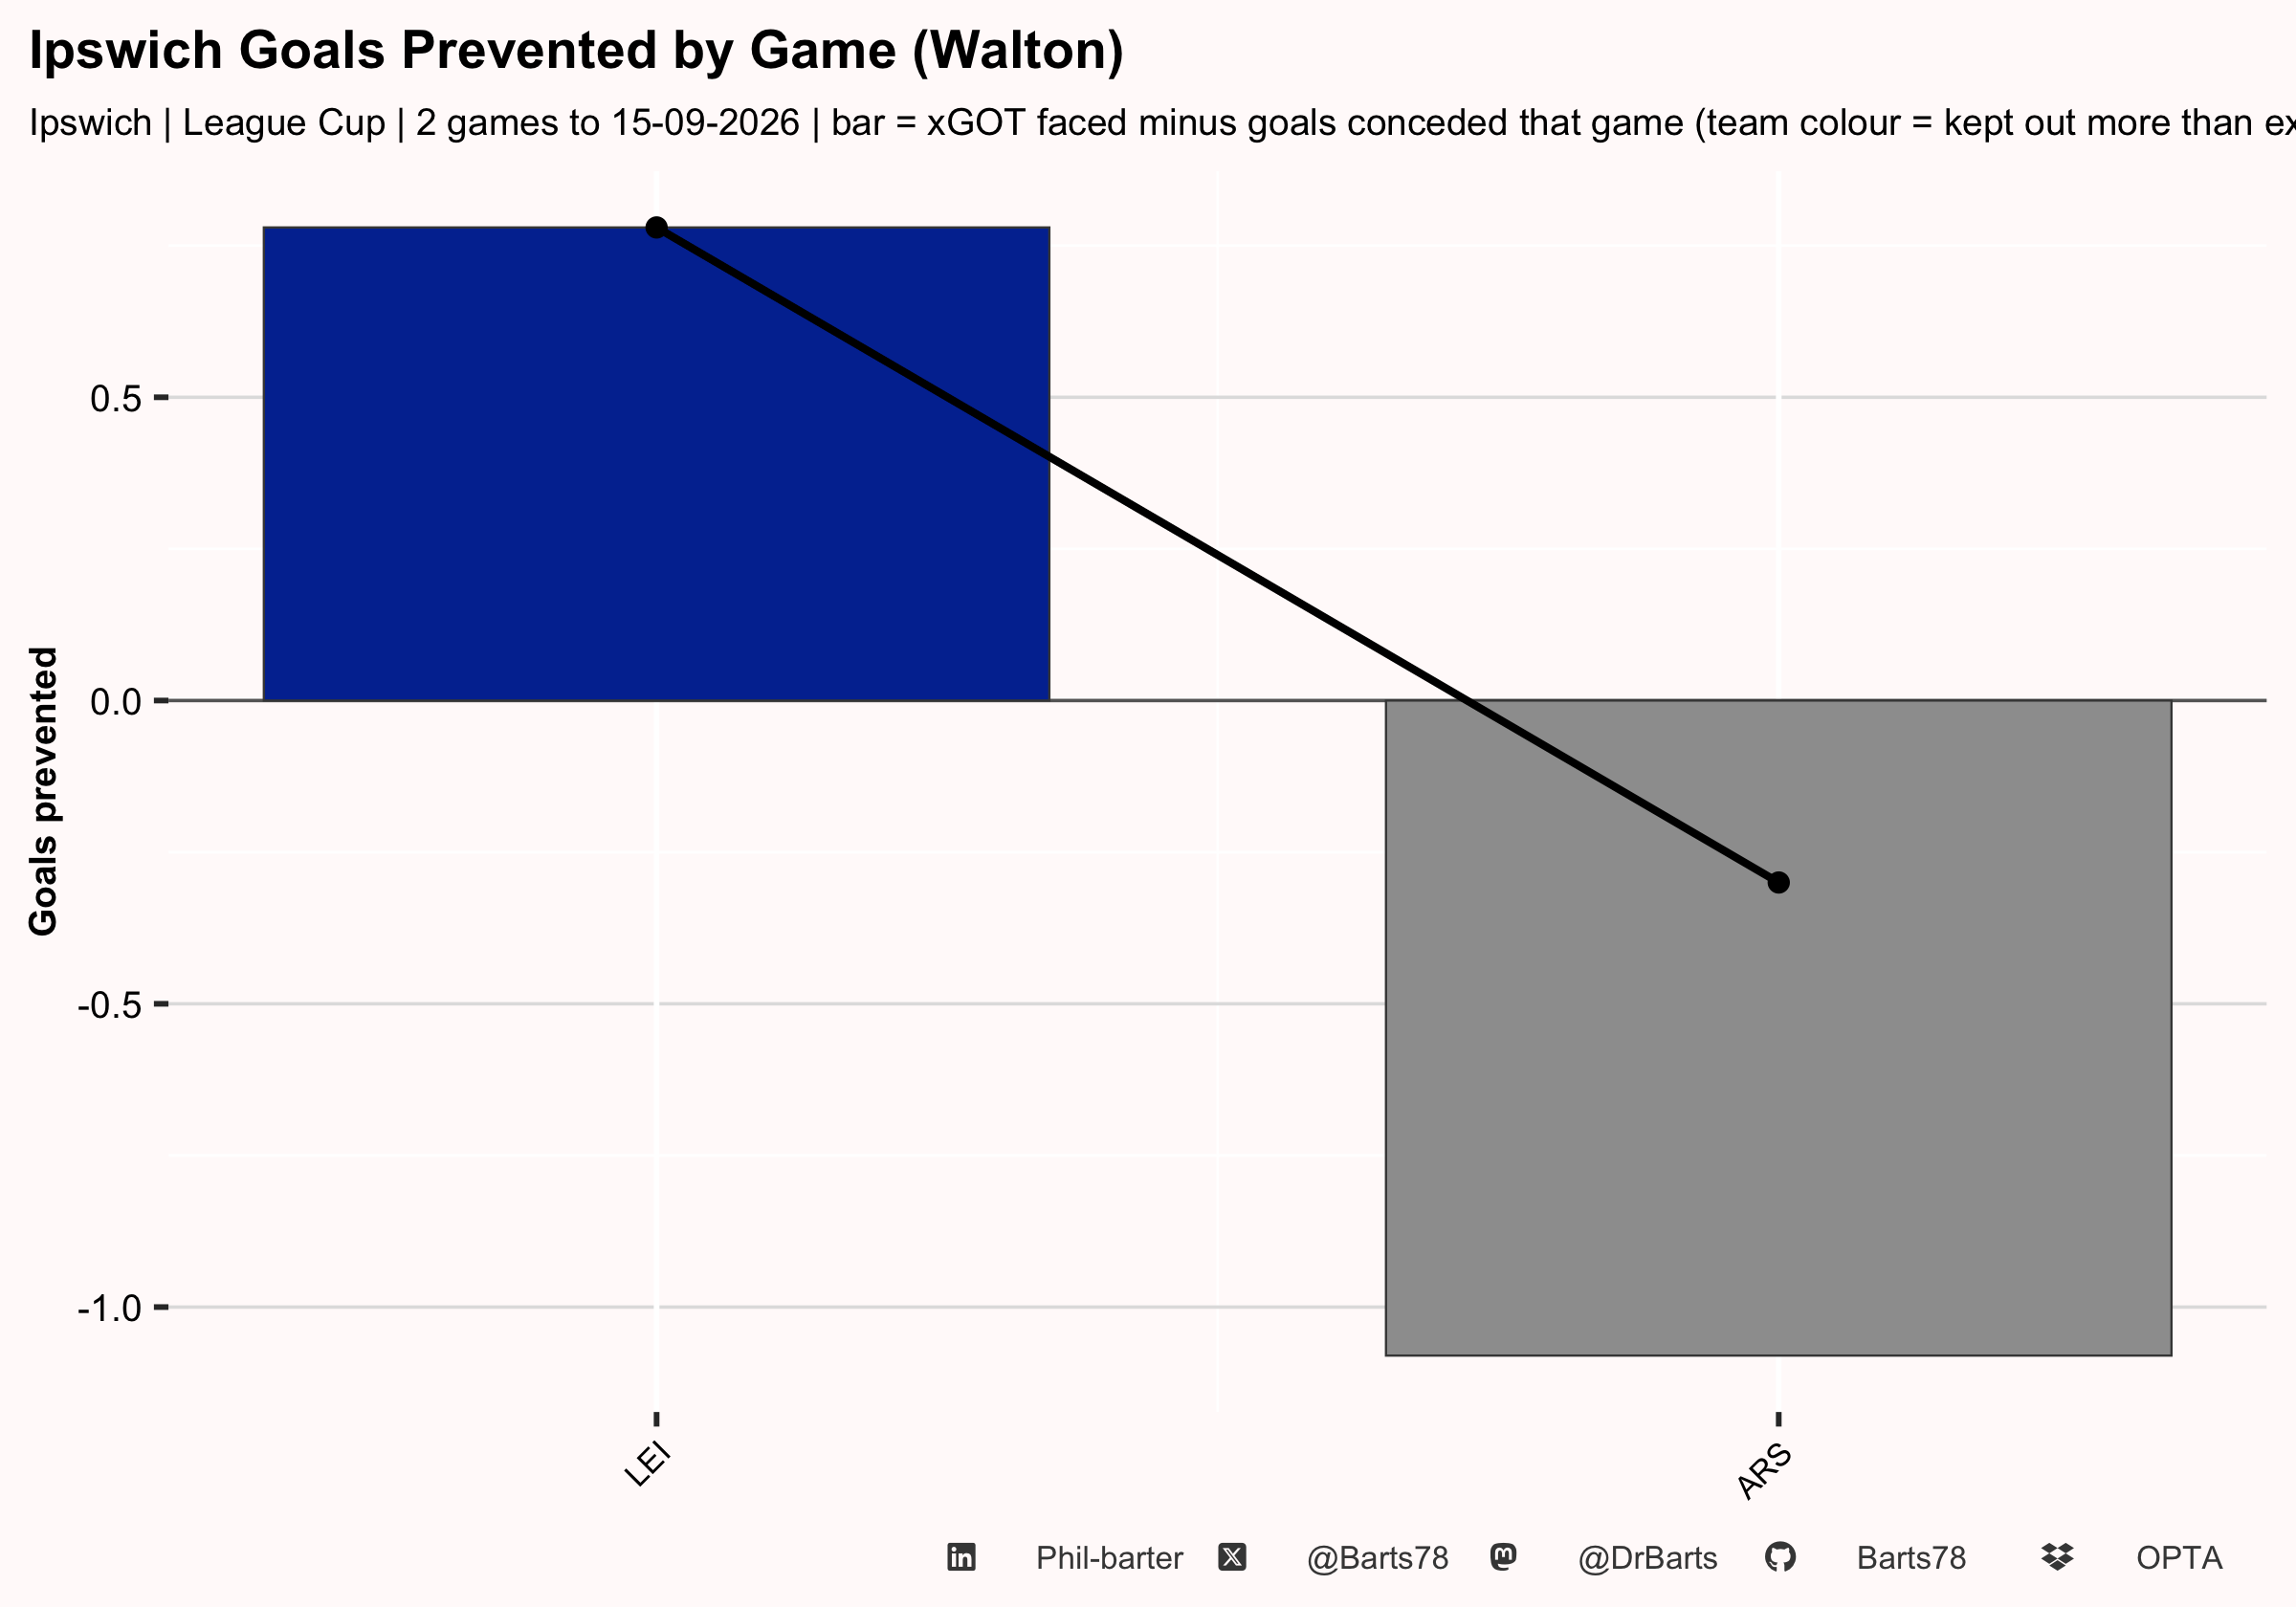 Ipswich Goals Prevented by Game (Walton)
Ipswich | League Cup | 2 games to 15-09-2026 | bar = xGOT faced minus goals conceded that game (team colour = kept out more than ex
Goals prevented
0.5
0.0
-0.5
-1.0
LEI
ARS
Phil-barter @Barts78 @DrBarts Barts78 OPTA